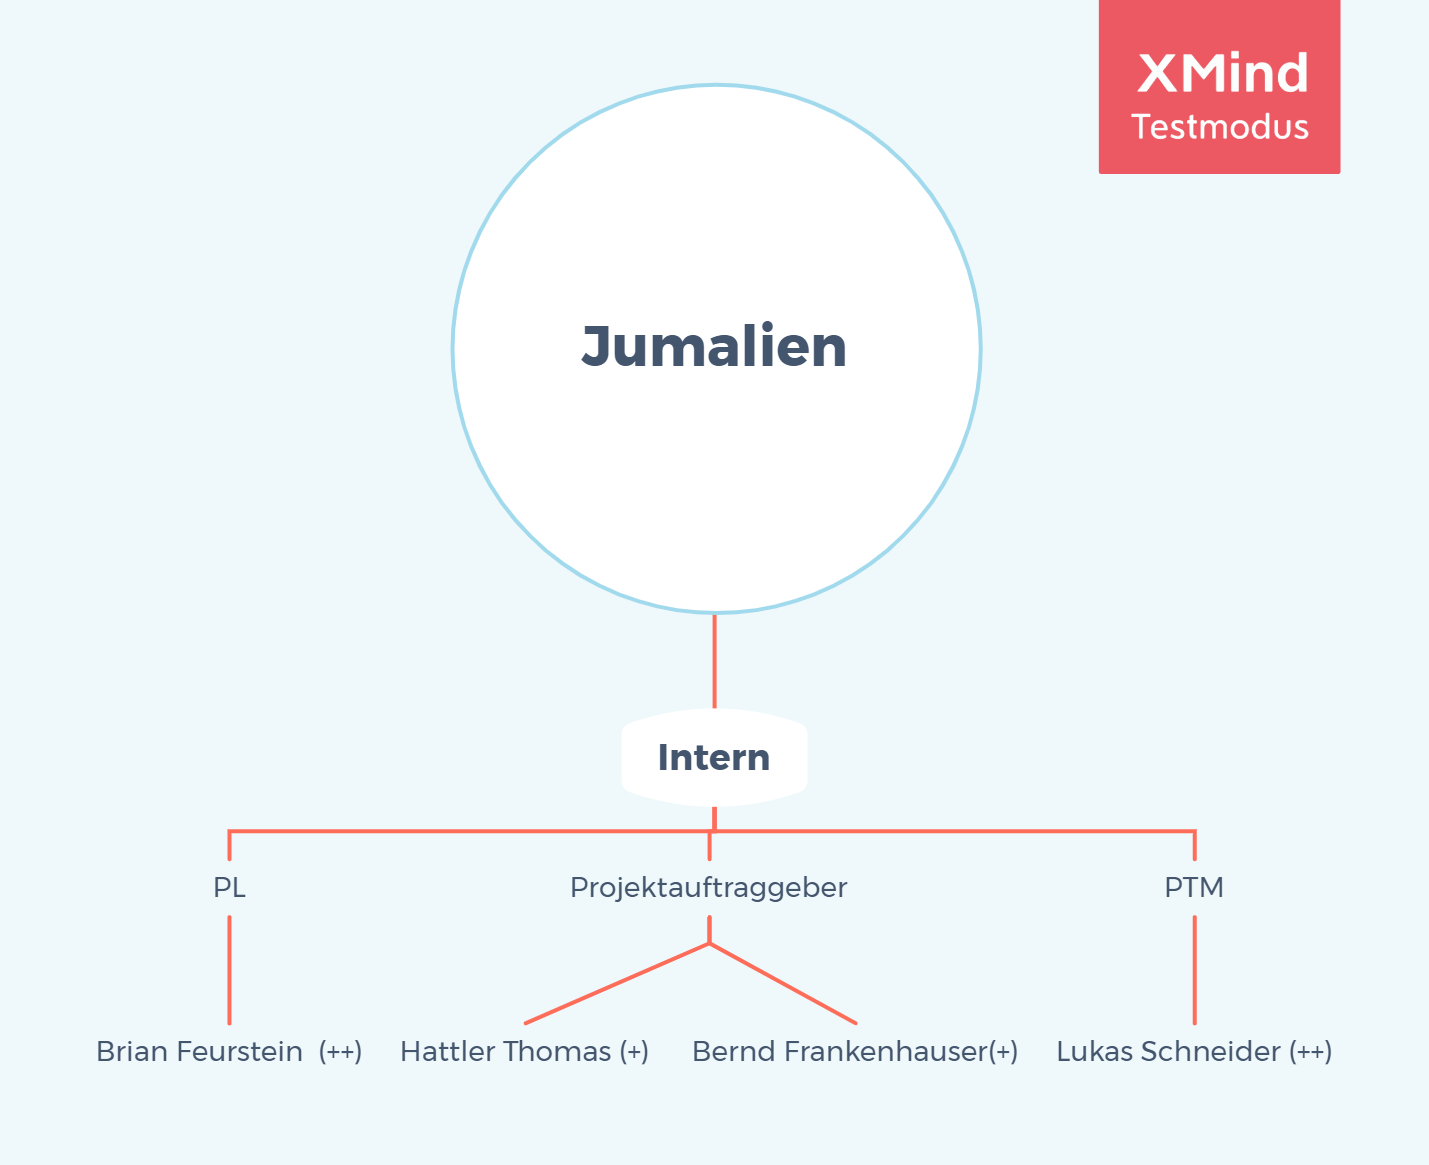 XMind
Testmodus
Jumalien
Intern
PL
Projektauftraggeber
PTM
Brian Feurstein  (++)
Hattler Thomas (+)
Bernd Frankenhauser(+)
Lukas Schneider (++)